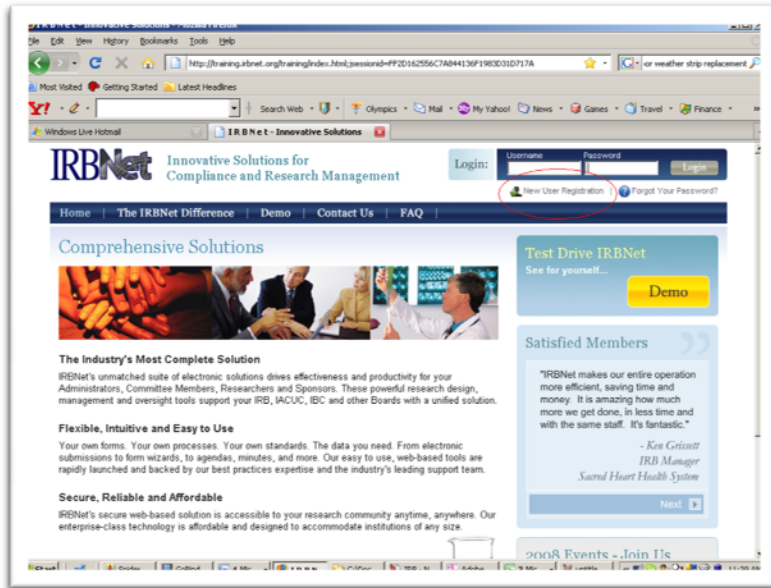 IRBNet - Innovative Solutions - Mozilla Firefox
File Edit View History Bookmarks Tools Help
http://training.irbnet.org/training/index.html;jsessionid=FF2D162556C7A844136F1983D31D717A
or weather strip replacement
Most Visited Getting Started Latest Headlines
Y! Search Web Olympics Mail My Yahoo! News Games Travel Finance
Windows Live Hotmail IRBNet - Innovative Solutions
IRBNet Innovative Solutions for
Compliance and Research Management
Login: Username Password Login
New User Registration | Forgot Your Password?
Home | The IRBNet Difference | Demo | Contact Us | FAQ |
Comprehensive Solutions
The Industry's Most Complete Solution
IRBNet's unmatched suite of electronic solutions drives effectiveness and productivity for your
Administrators, Committee Members, Researchers and Sponsors. These powerful research design,
management and oversight tools support your IRB, IACUC, IBC and other Boards with a unified solution.
Flexible, Intuitive and Easy to Use
Your own forms. Your own processes. Your own standards. The data you need. From electronic
submissions to form wizards, to agendas, minutes, and more. Our easy to use, web-based tools are
rapidly launched and backed by our best practices expertise and the industry's leading support team.
Secure, Reliable and Affordable
IRBNet's secure web-based solution is accessible to your research community anytime, anywhere. Our
enterprise-class technology is affordable and designed to accommodate institutions of any size.
Test Drive IRBNet
See for yourself...
Demo
Satisfied Members
"IRBNet makes our entire operation
more efficient, saving time and
money. It is amazing how much
more we get done, in less time and
with the same staff. It's fantastic."
- Ken Grissett
IRB Manager
Sacred Heart Health System
Next
2008 Events - Join Us
Start